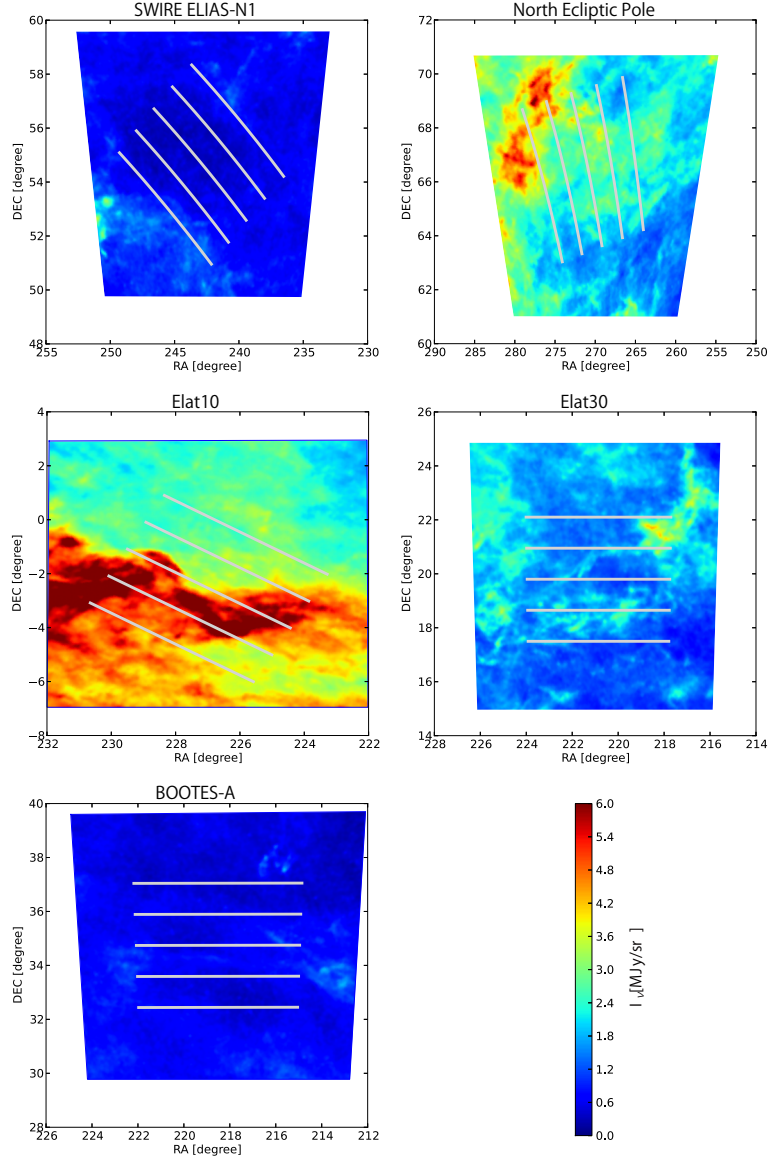 SWIRE ELIAS-N1
60
58
56
54
52
50
48
DEC [degree]
255 250 245 240 235 230
RA [degree]
North Ecliptic Pole
72
70
68
66
64
62
60
DEC [degree]
290 285 280 275 270 265 260 255 250
RA [degree]
Elat10
4
2
0
−2
−4
−6
−8
DEC [degree]
232 230 228 226 224 222
RA [degree]
Elat30
26
24
22
20
18
16
14
DEC [degree]
228 226 224 222 220 218 216 214
RA [degree]
BOOTES-A
40
38
36
34
32
30
28
DEC [degree]
226 224 222 220 218 216 214 212
RA [degree]
6.0
5.4
4.8
4.2
3.6
3.0
2.4
1.8
1.2
0.6
0.0
I ν[MJy/sr ]